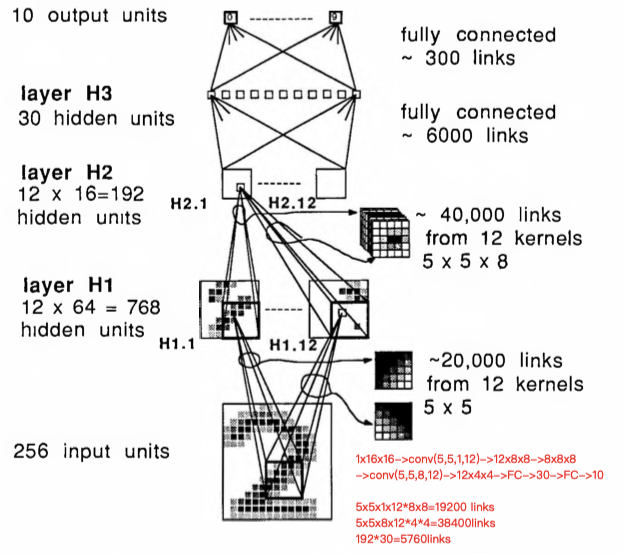 10 output units
0
9
fully connected
~ 300 links
layer H3
30 hidden units
fully connected
~ 6000 links
layer H2
12 x 16=192
hidden units
H2.1
H2.12
~ 40,000 links
from 12 kernels
5 x 5 x 8
layer H1
12 x 64 = 768
hidden units
H1.1
H1.12
~20,000 links
from 12 kernels
5 x 5
256 input units
1x16x16->conv(5,5,1,12)->12x8x8->8x8x8
->conv(5,5,8,12)->12x4x4->FC->30->FC->10
5x5x1x12*8x8=19200 links
5x5x8x12*4*4=38400links
192*30=5760links